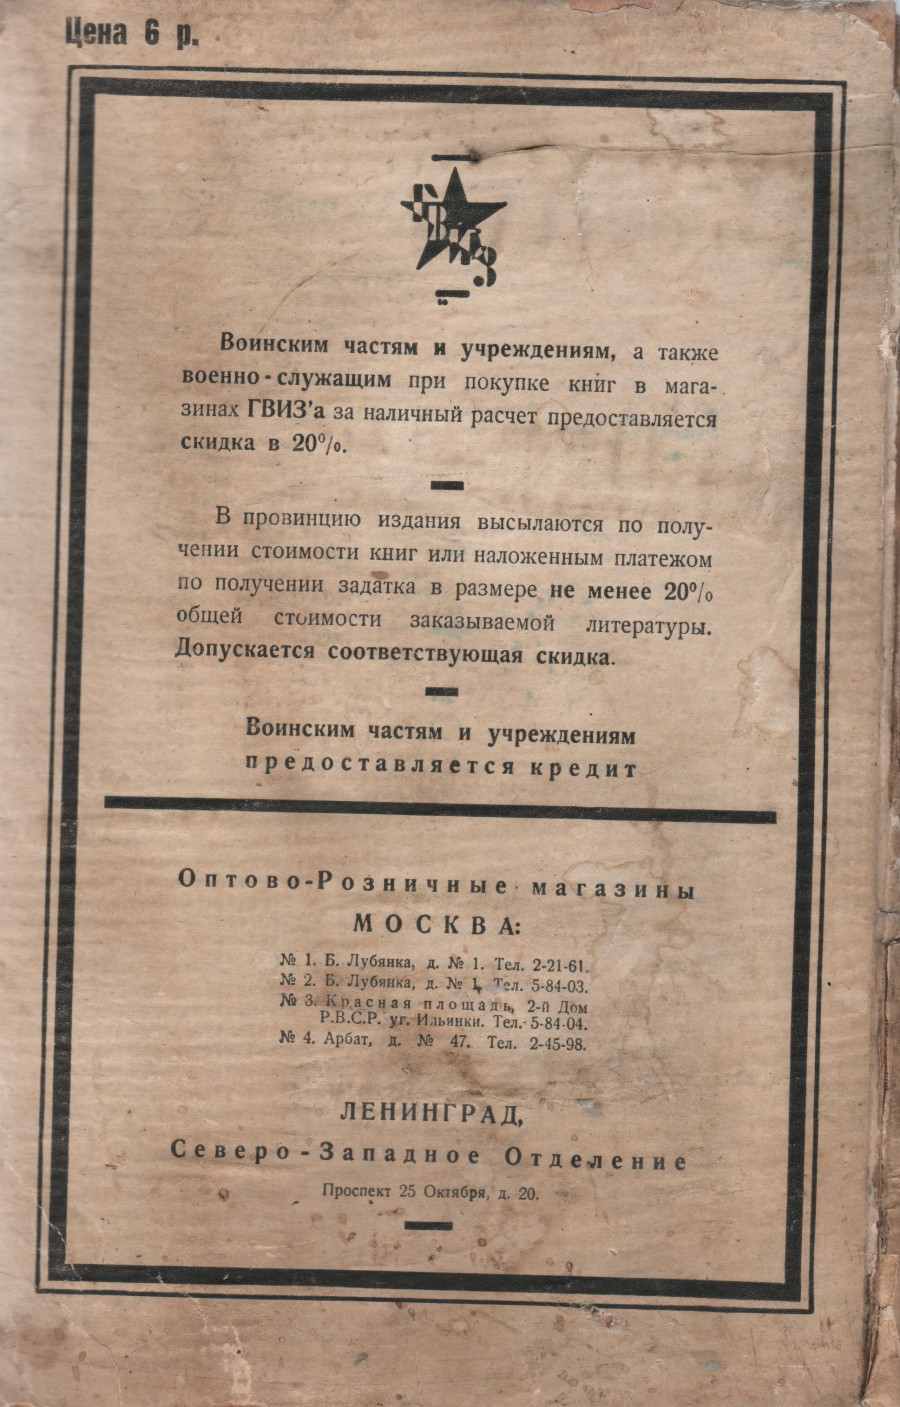 Цена 6 р.
ГВИЗ
Воинским частям и учреждениям, а также
военно-служащим при покупке книг в мага-
зинах ГВИЗ'а за наличный расчет предоставляется
скидка в 20%.
В провинцию издания высылаются по полу-
чении стоимости книг или наложенным платежом
по получении задатка в размере не менее 20%
общей стоимости заказываемой литературы.
Допускается соответствующая скидка.
Воинским частям и учреждениям
предоставляется кредит
Оптово-Розничные магазины
МОСКВА:
№ 1. Б. Лубянка, д. № 1. Тел. 2-21-61.
№ 2. Б. Лубянка, д. № 1, Тел. 5-84-03.
№ 3. Красная площадь, 2-й Дом
Р.В.С.Р. уг. Ильинки. Тел. 5-84-04.
№ 4. Арбат, д. № 47. Тел. 2-45-98.
ЛЕНИНГРАД,
Северо-Западное Отделение
Проспект 25 Октября, д. 20.